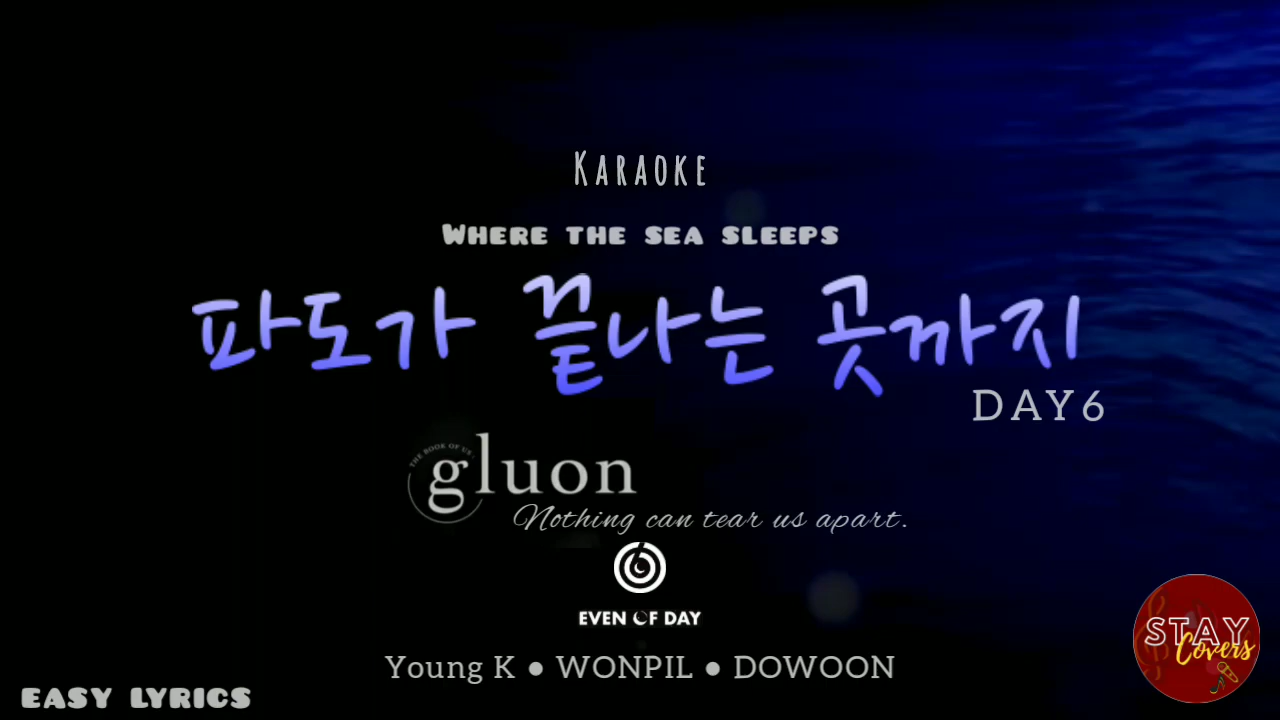 KARAOKE
WHERE THE SEA SLEEPS
파도가 끝나는 곳까지
DAY6
THE BOOK OF US
gluon
Nothing can tear us apart.
EVEN OF DAY
Young K ● WONPIL ● DOWOON
EASY LYRICS
STAY
Covers